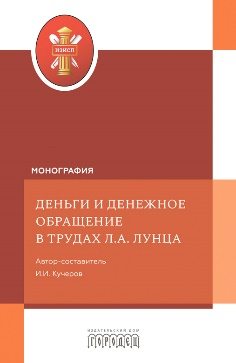 ИЗИСП
МОНОГРАФИЯ
ДЕНЬГИ И ДЕНЕЖНОЕ
ОБРАЩЕНИЕ
В ТРУДАХ Л.А. ЛУНЦА
Автор-составитель
И.И. Кучеров
ИЗДАТЕЛЬСКИЙ ДОМ
ГОРОДЕЦ